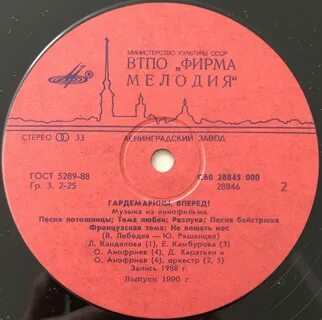 МИНИСТЕРСТВО КУЛЬТУРЫ СССР
ВТПО „ФИРМА
МЕЛОДИЯ"
СТЕРЕО 33
ЛЕНИНГРАДСКИЙ ЗАВОД
ГОСТ 5289-88
Гр. 3. 2-25
С60 28845 000
28846
2
ГАРДЕМАРИНЫ, ВПЕРЕД!
Музыка из кинофильма
Песня лотошницы; Тема любви; Разлука; Песня байстрюка
Французская тема; Не вешать нос
(В. Лебедев — Ю. Ряшенцев)
Л. Кандалова (1) Е. Камбурова (3)
О. Анофриев (4), Д. Харатьян и
О. Анофриев (6), оркестр (2, 5)
Запись 1988 г.
Выпуск 1990 г